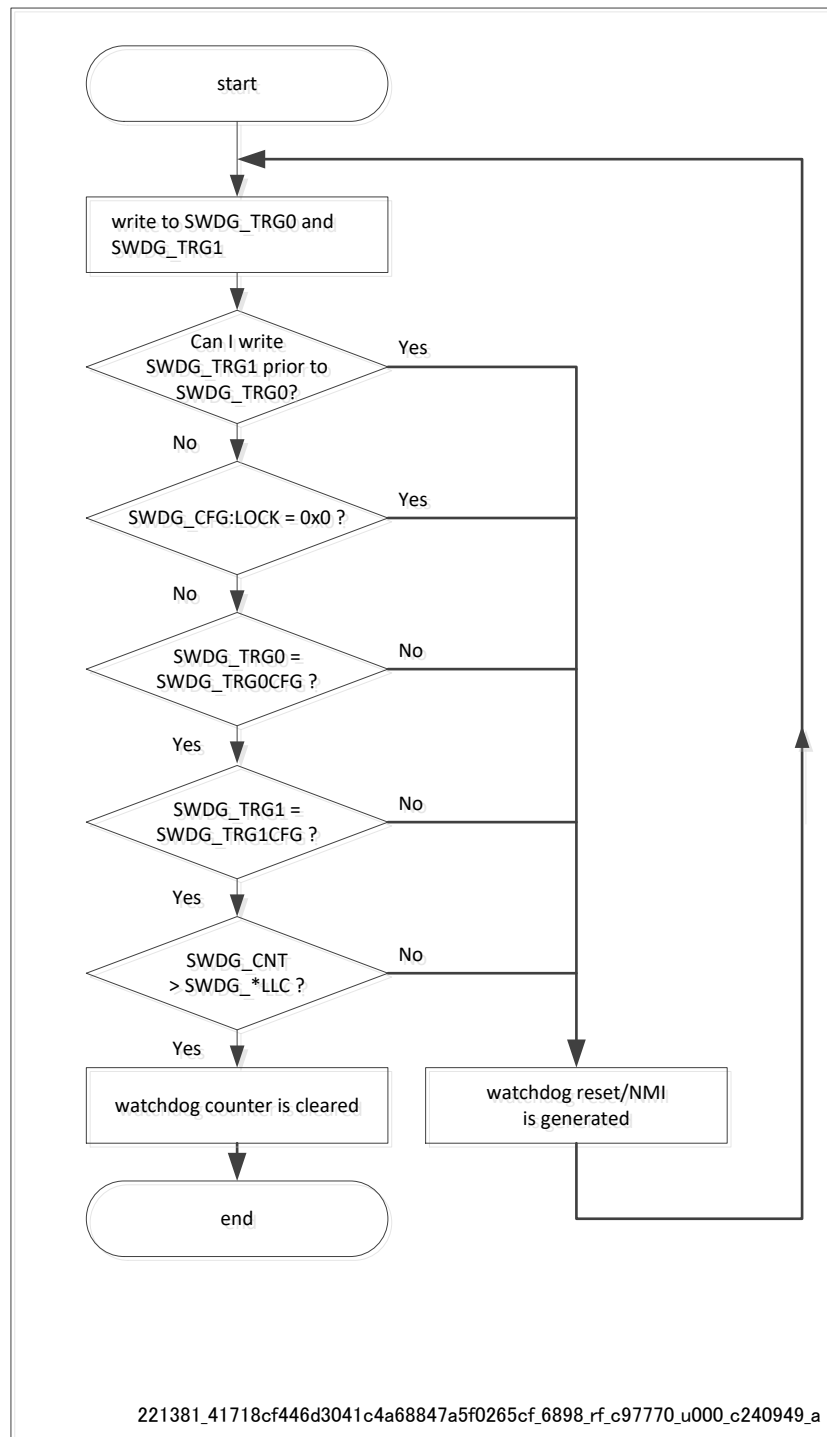 start
write to SWDG_TRG0 and
SWDG_TRG1
Can I write
SWDG_TRG1 prior to
SWDG_TRG0?
Yes
No
SWDG_CFG:LOCK = 0x0 ?
Yes
No
SWDG_TRG0 =
SWDG_TRG0CFG ?
No
Yes
SWDG_TRG1 =
SWDG_TRG1CFG ?
No
Yes
SWDG_CNT
> SWDG_*LLC ?
No
Yes
watchdog counter is cleared
watchdog reset/NMI
is generated
end
221381_41718cf446d3041c4a68847a5f0265cf_6898_rf_c97770_u000_c240949_a